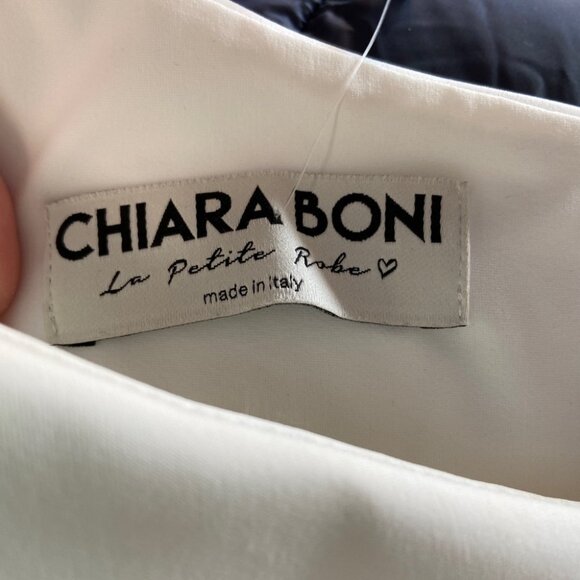 CHIARA BONI
La Petite Robe ♡
made in Italy